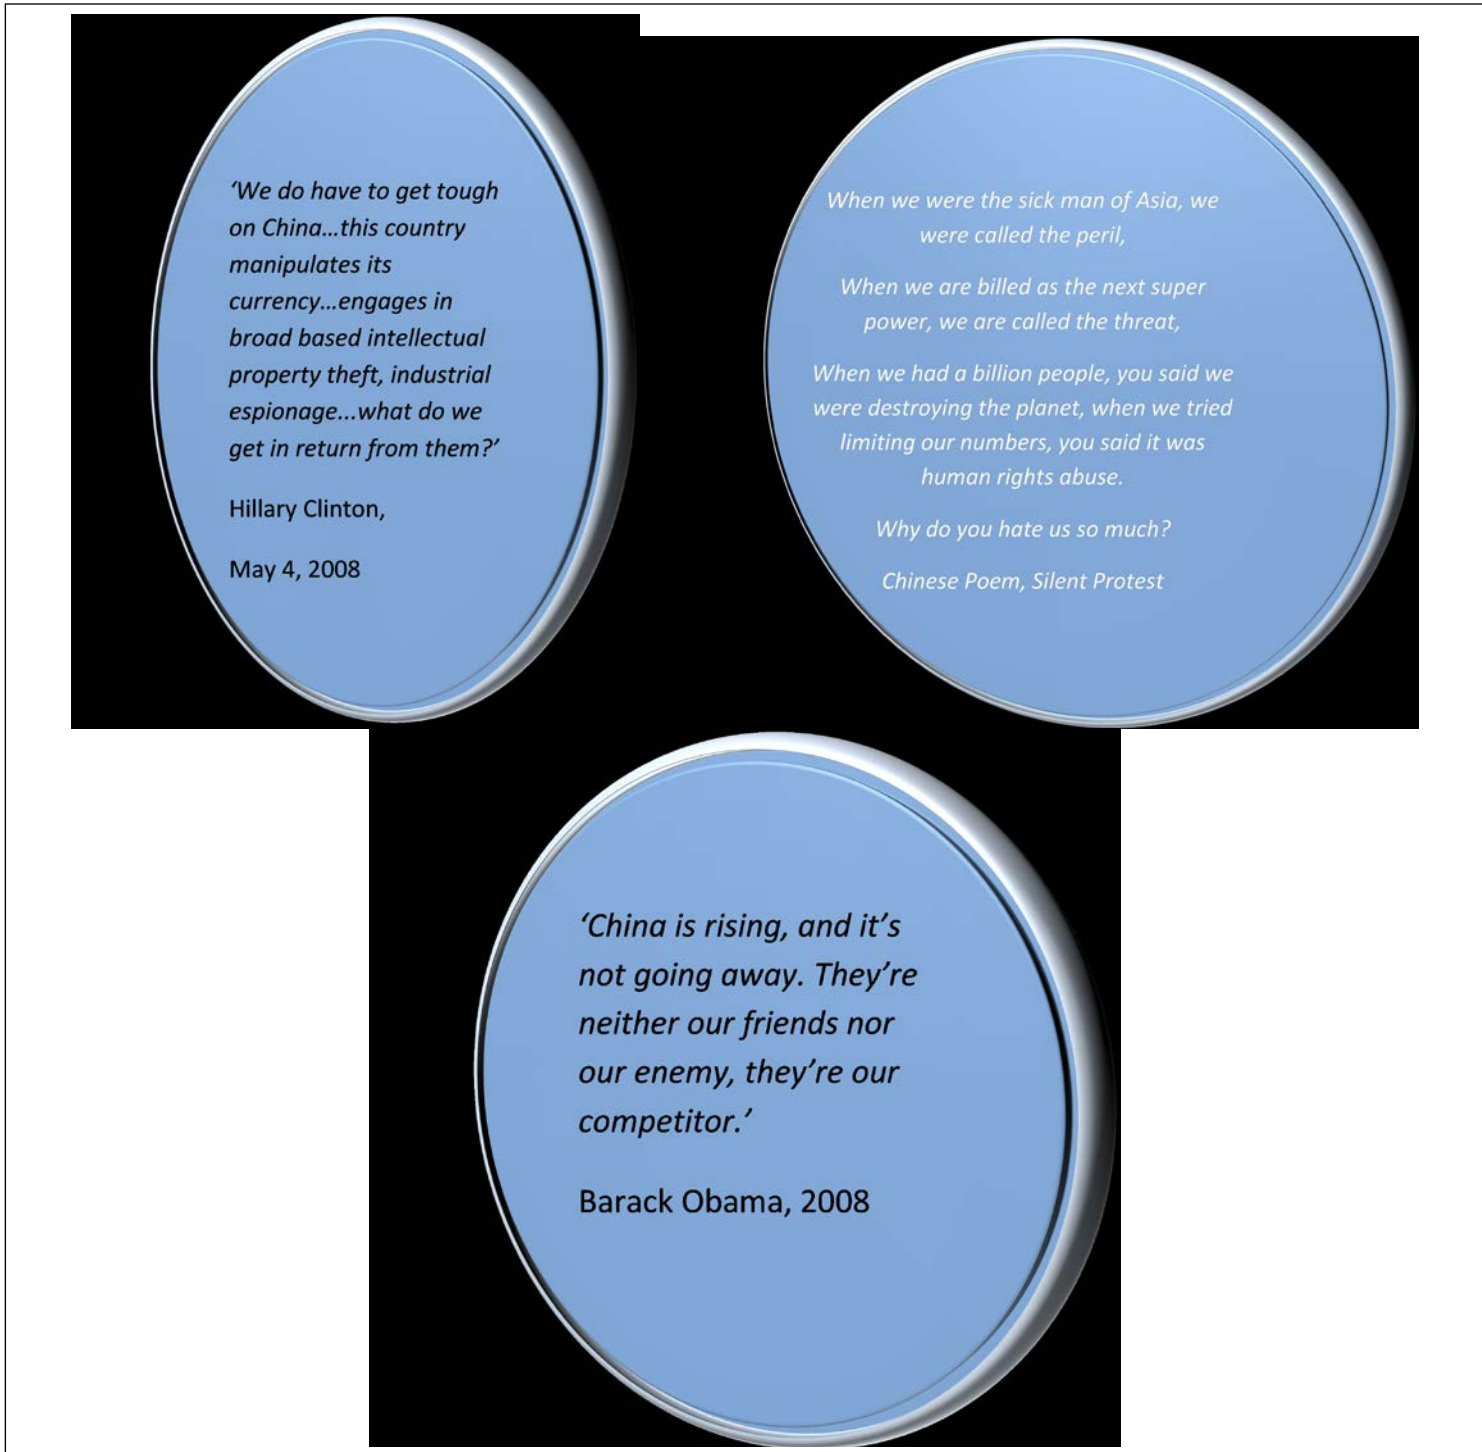 ‘We do have to get tough
on China…this country
manipulates its
currency…engages in
broad based intellectual
property theft, industrial
espionage...what do we
get in return from them?’
Hillary Clinton,
May 4, 2008
When we were the sick man of Asia, we
were called the peril,
When we are billed as the next super
power, we are called the threat,
When we had a billion people, you said we
were destroying the planet, when we tried
limiting our numbers, you said it was
human rights abuse.
Why do you hate us so much?
Chinese Poem, Silent Protest
‘China is rising, and it’s
not going away. They’re
neither our friends nor
our enemy, they’re our
competitor.’
Barack Obama, 2008